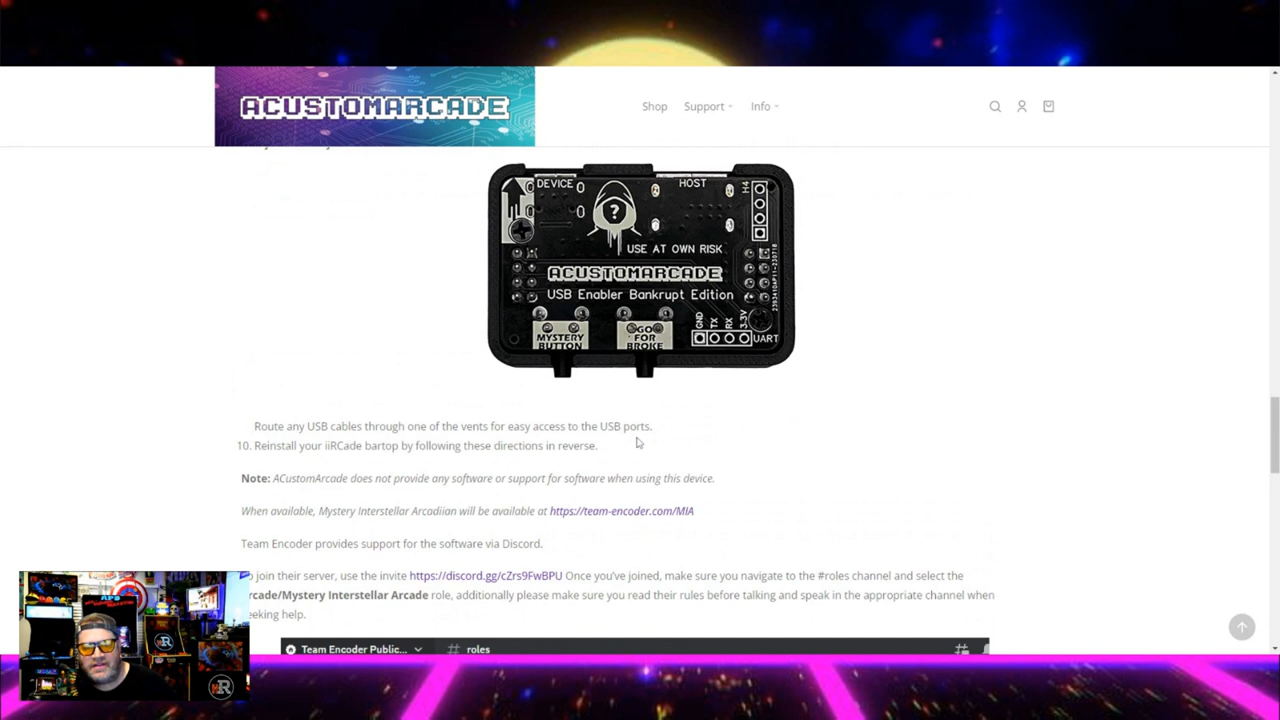 ACUSTOMARCADE
Shop Support Info
DEVICE
HOST
H4
?
USE AT OWN RISK
ACUSTOMARCADE
USB Enabler Bankrupt Edition
MYSTERY
BUTTON
GO
FOR
BROKE
GND
TX
RX
3.3V
UART
Route any USB cables through one of the vents for easy access to the USB ports.
10. Reinstall your iiRCade bartop by following these directions in reverse.
Note: ACustomArcade does not provide any software or support for software when using this device.
When available, Mystery Interstellar Arcadiian will be available at https://team-encoder.com/MIA
Team Encoder provides support for the software via Discord.
join their server, use the invite https://discord.gg/cZrs9FwBPU Once you've joined, make sure you navigate to the #roles channel and select the
rcade/Mystery Interstellar Arcade role, additionally please make sure you read their rules before talking and speak in the appropriate channel when
eeking help.
Team Encoder Public... # roles